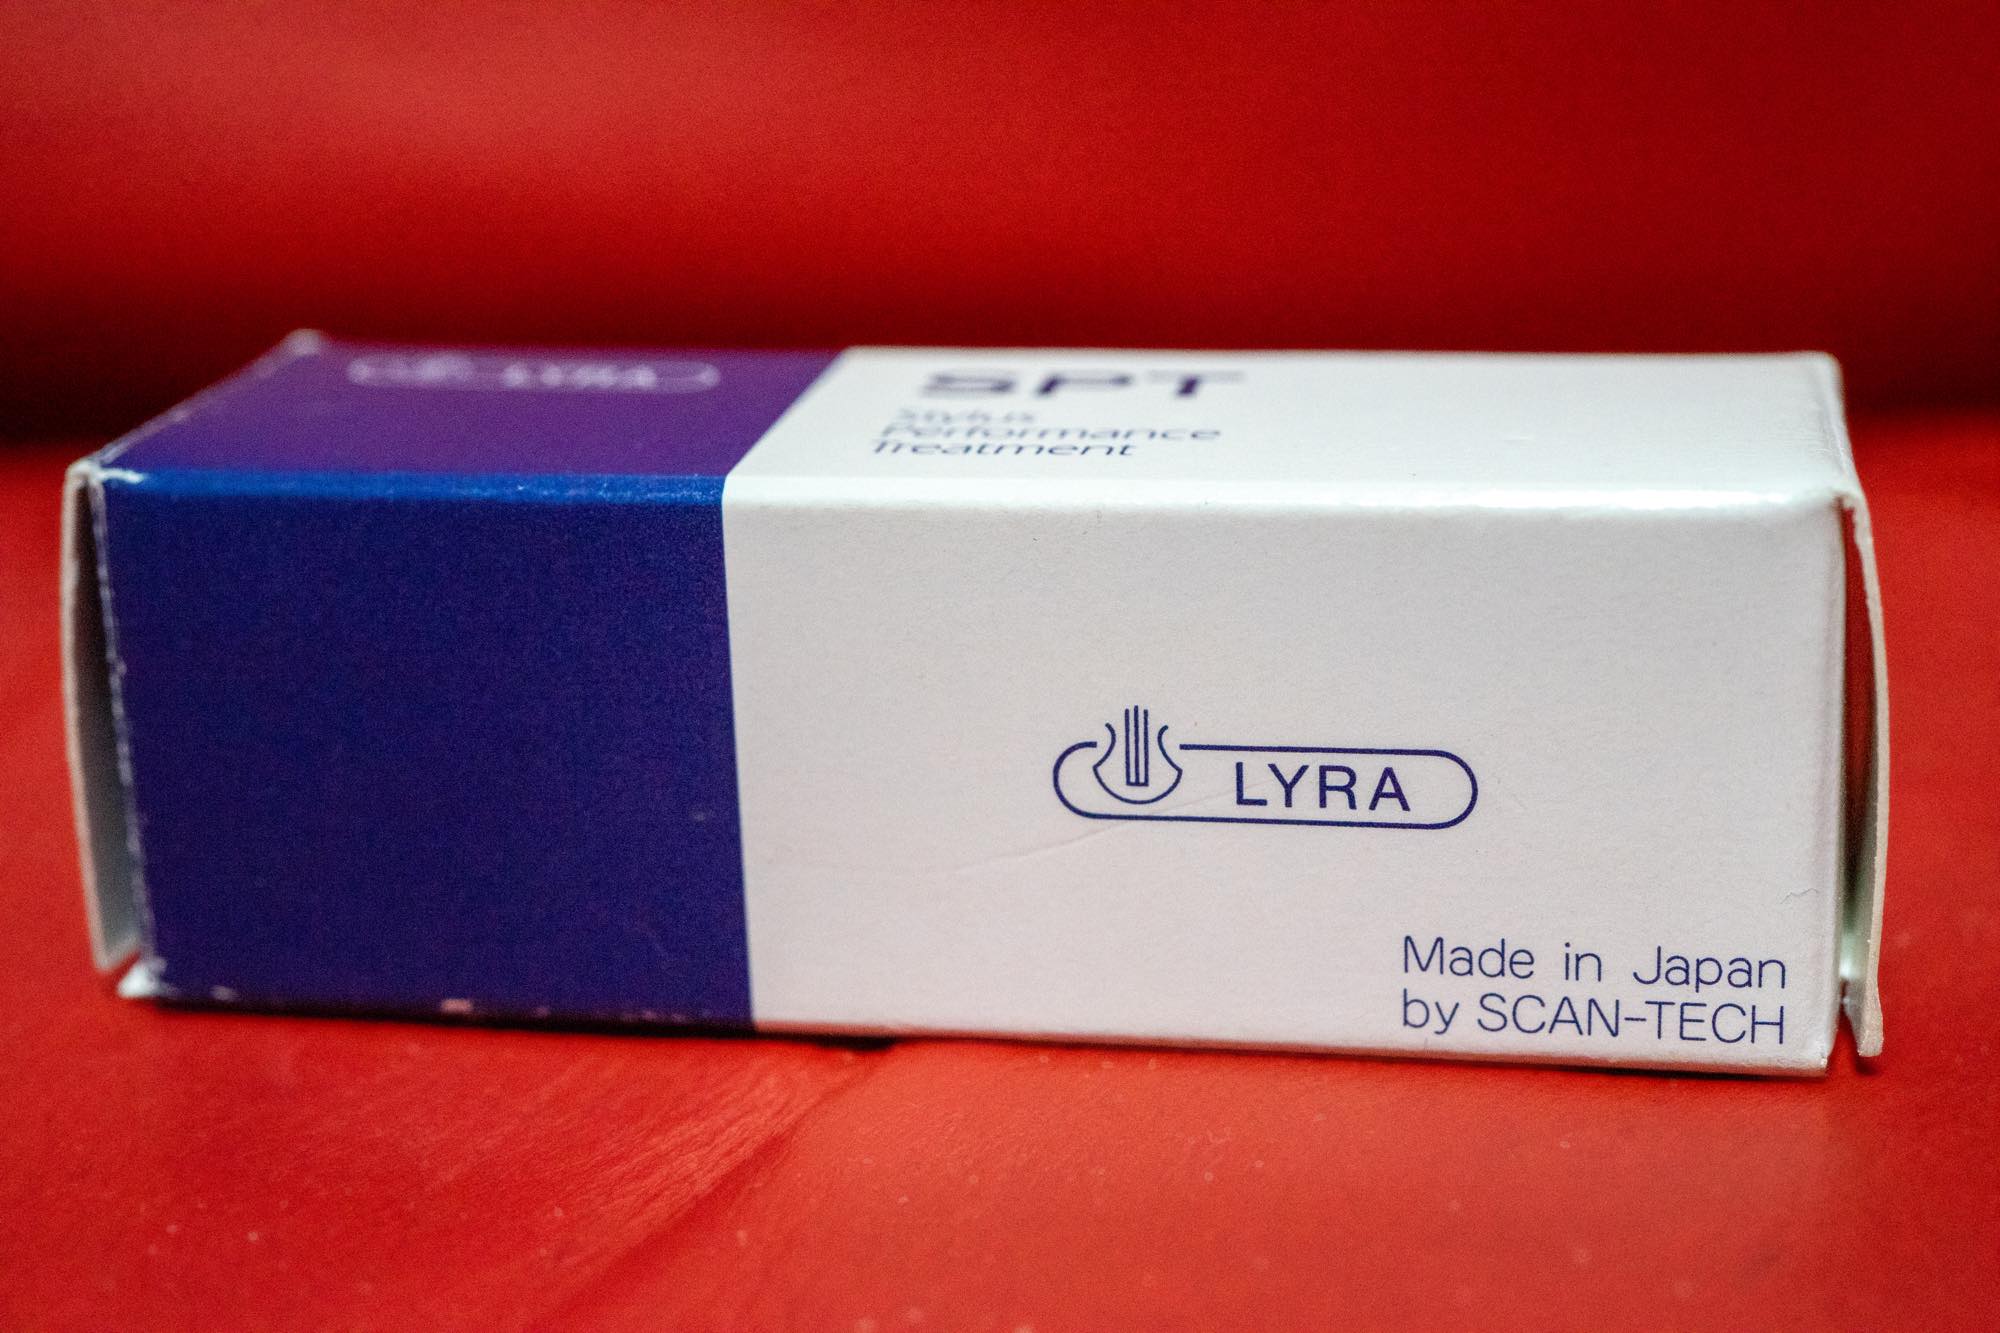 LYRA
SPT
Stylus
Performance
Treatment
LYRA
Made in Japan
by SCAN-TECH